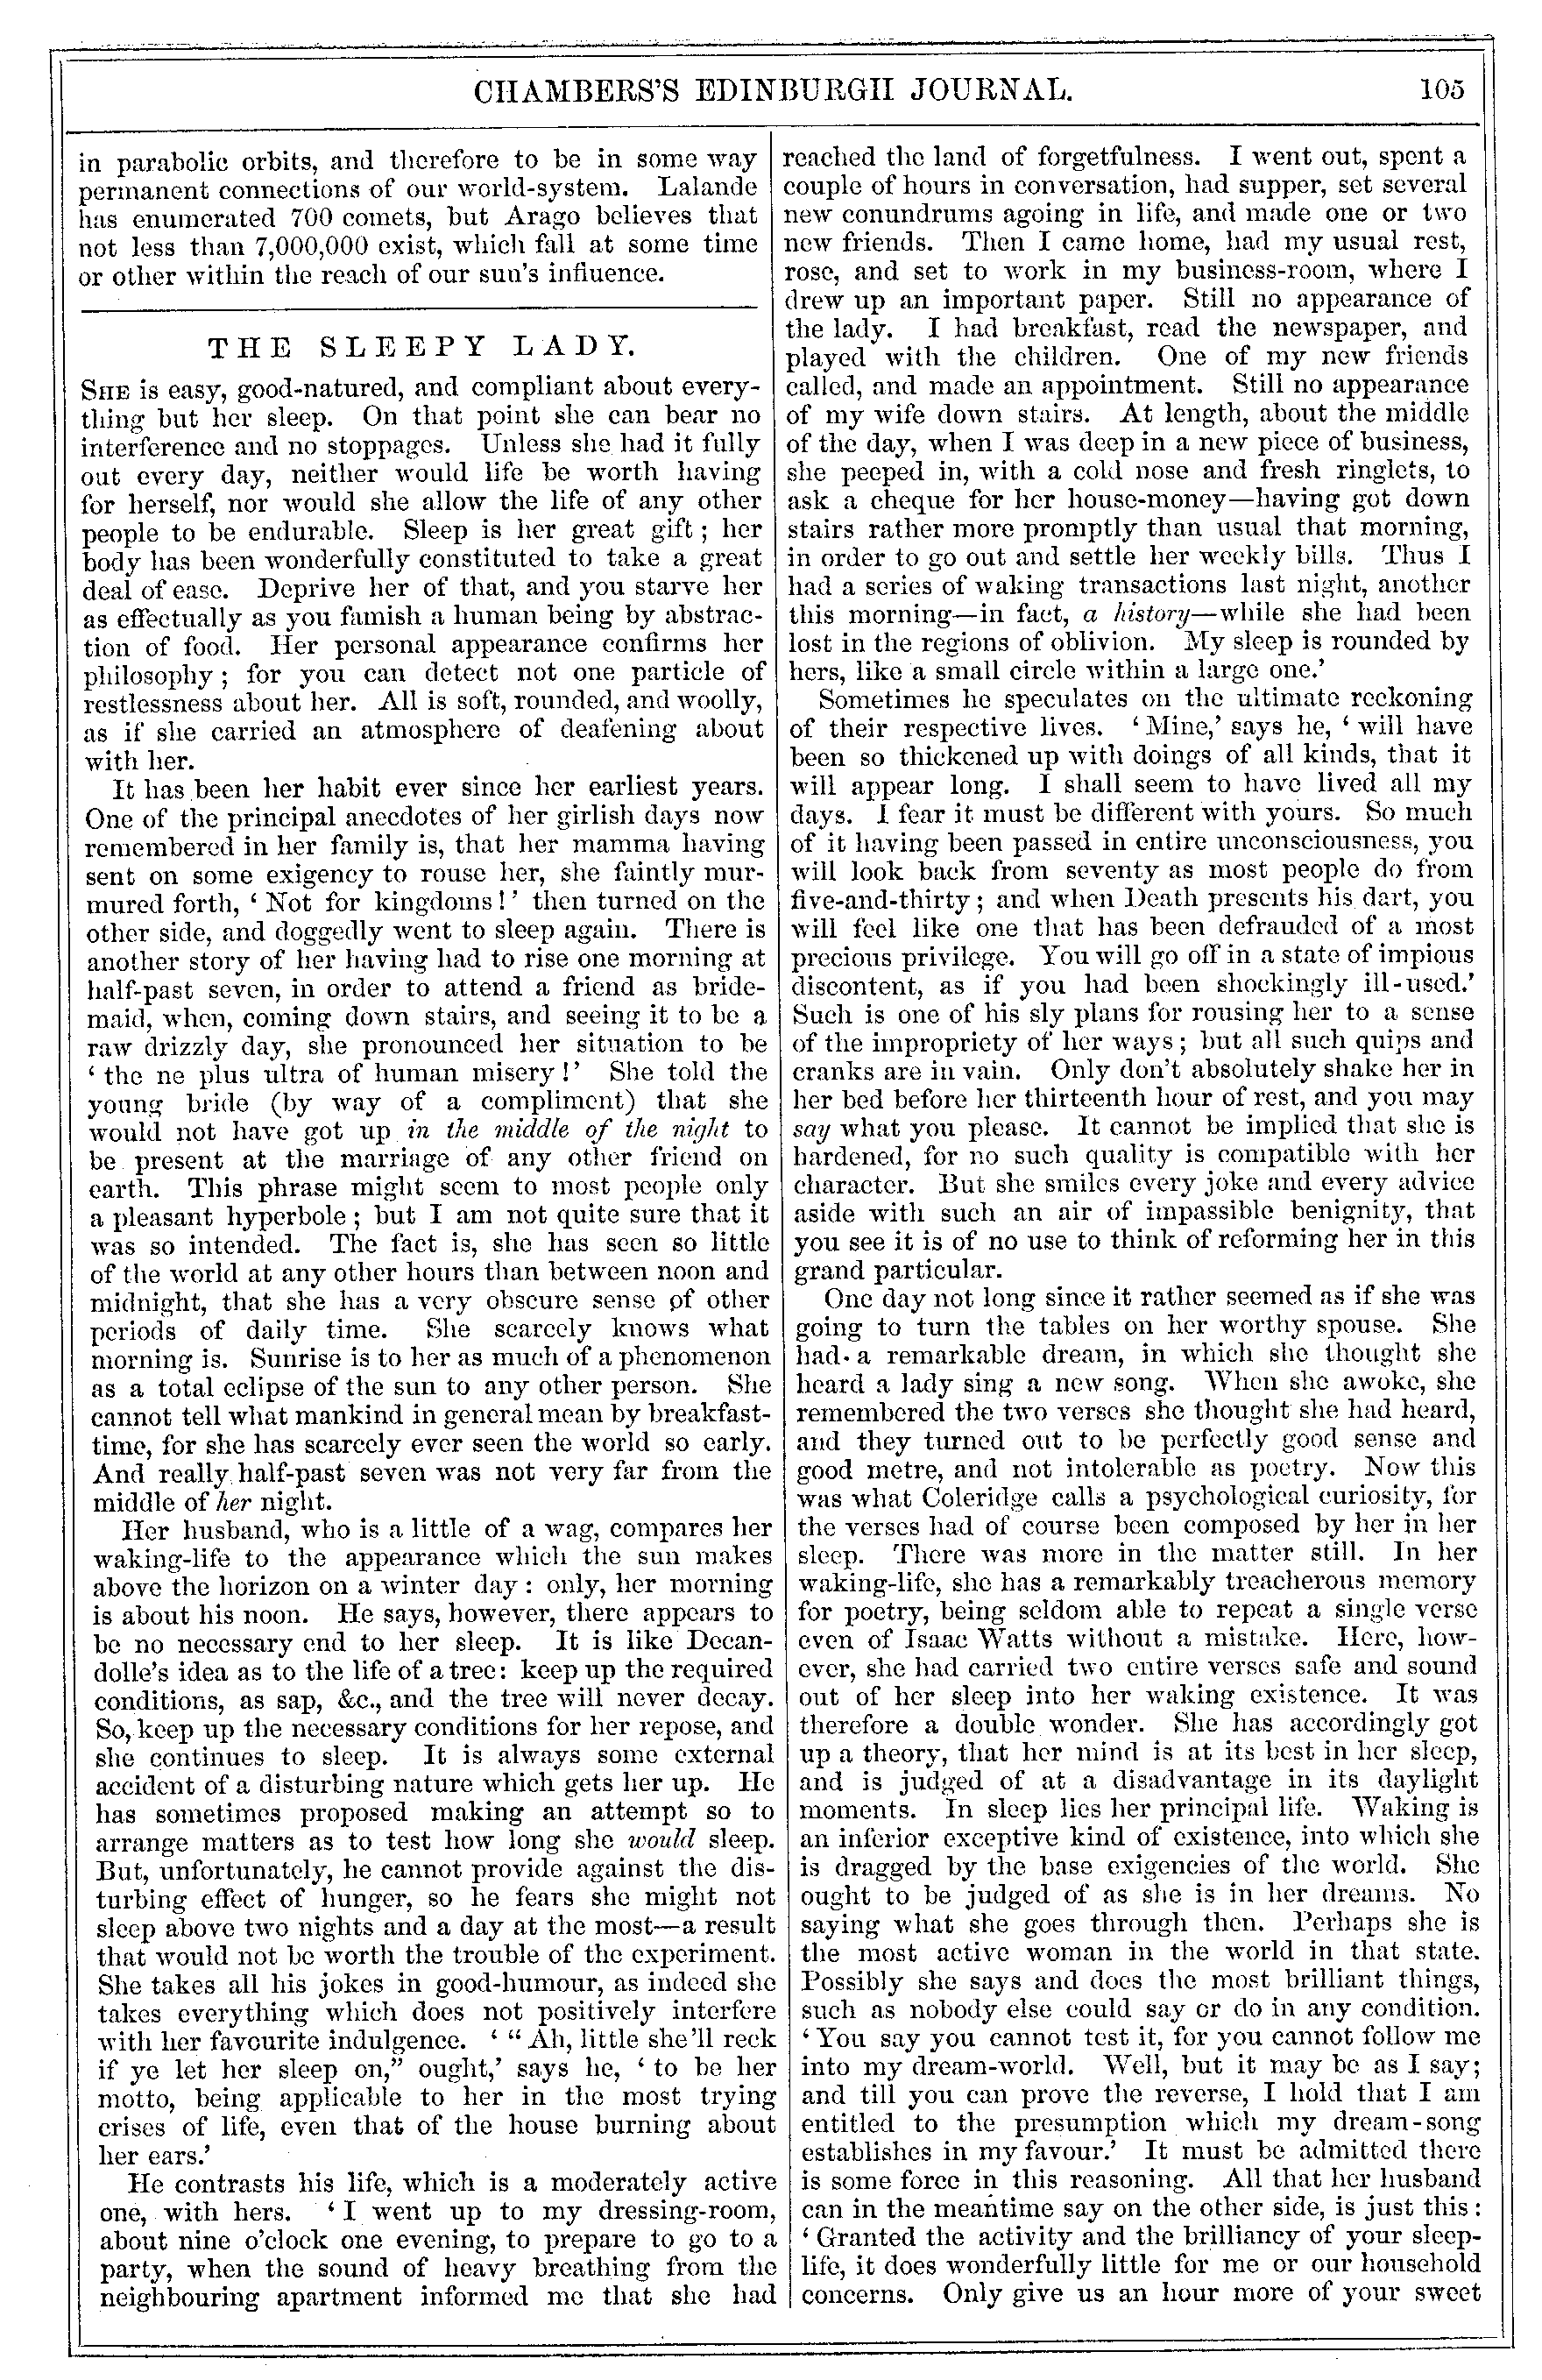 CHAMBERS'S EDINBURGH JOURNAL. 105
in parabolic orbits, and therefore to be in some way
permanent connections of our world-system. Lalande
has enumerated 700 comets, but Arago believes that
not less than 7,000,000 exist, which fall at some time
or other within the reach of our sun's influence.
THE SLEEPY LADY.
SHE is easy, good-natured, and compliant about every-
thing but her sleep. On that point she can bear no
interference and no stoppages. Unless she had it fully
out every day, neither would life be worth having
for herself, nor would she allow the life of any other
people to be endurable. Sleep is her great gift; her
body has been wonderfully constituted to take a great
deal of ease. Deprive her of that, and you starve her
as effectually as you famish a human being by abstrac-
tion of food. Her personal appearance confirms her
philosophy; for you can detect not one particle of
restlessness about her. All is soft, rounded, and woolly,
as if she carried an atmosphere of deafening about
with her.
It has been her habit ever since her earliest years.
One of the principal anecdotes of her girlish days now
remembered in her family is, that her mamma having
sent on some exigency to rouse her, she faintly mur-
mured forth, 'Not for kingdoms!' then turned on the
other side, and doggedly went to sleep again. There is
another story of her having had to rise one morning at
half-past seven, in order to attend a friend as bride-
maid, when, coming down stairs, and seeing it to be a
raw drizzly day, she pronounced her situation to be
'the ne plus ultra of human misery!' She told the
young bride (by way of a compliment) that she
would not have got up in the middle of the night to
be present at the marriage of any other friend on
earth. This phrase might seem to most people only
a pleasant hyperbole; but I am not quite sure that it
was so intended. The fact is, she has seen so little
of the world at any other hours than between noon and
midnight, that she has a very obscure sense of other
periods of daily time. She scarcely knows what
morning is. Sunrise is to her as much of a phenomenon
as a total eclipse of the sun to any other person. She
cannot tell what mankind in general mean by breakfast-
time, for she has scarcely ever seen the world so early.
And really half-past seven was not very far from the
middle of her night.
Her husband, who is a little of a wag, compares her
waking-life to the appearance which the sun makes
above the horizon on a winter day: only, her morning
is about his noon. He says, however, there appears to
be no necessary end to her sleep. It is like Decan-
dolle's idea as to the life of a tree: keep up the required
conditions, as sap, &c., and the tree will never decay.
So, keep up the necessary conditions for her repose, and
she continues to sleep. It is always some external
accident of a disturbing nature which gets her up. He
has sometimes proposed making an attempt so to
arrange matters as to test how long she would sleep.
But, unfortunately, he cannot provide against the dis-
turbing effect of hunger, so he fears she might not
sleep above two nights and a day at the most—a result
that would not be worth the trouble of the experiment.
She takes all his jokes in good-humour, as indeed she
takes everything which does not positively interfere
with her favourite indulgence. '"Ah, little she'll reck
if ye let her sleep on," ought,' says he, 'to be her
motto, being applicable to her in the most trying
crises of life, even that of the house burning about
her ears.'
He contrasts his life, which is a moderately active
one, with hers. 'I went up to my dressing-room,
about nine o'clock one evening, to prepare to go to a
party, when the sound of heavy breathing from the
neighbouring apartment informed me that she had
reached the land of forgetfulness. I went out, spent a
couple of hours in conversation, had supper, set several
new conundrums agoing in life, and made one or two
new friends. Then I came home, had my usual rest,
rose, and set to work in my business-room, where I
drew up an important paper. Still no appearance of
the lady. I had breakfast, read the newspaper, and
played with the children. One of my new friends
called, and made an appointment. Still no appearance
of my wife down stairs. At length, about the middle
of the day, when I was deep in a new piece of business,
she peeped in, with a cold nose and fresh ringlets, to
ask a cheque for her house-money—having got down
stairs rather more promptly than usual that morning,
in order to go out and settle her weekly bills. Thus I
had a series of waking transactions last night, another
this morning—in fact, a history—while she had been
lost in the regions of oblivion. My sleep is rounded by
hers, like a small circle within a large one.'
Sometimes he speculates on the ultimate reckoning
of their respective lives. 'Mine,' says he, 'will have
been so thickened up with doings of all kinds, that it
will appear long. I shall seem to have lived all my
days. I fear it must be different with yours. So much
of it having been passed in entire unconsciousness, you
will look back from seventy as most people do from
five-and-thirty; and when Death presents his dart, you
will feel like one that has been defrauded of a most
precious privilege. You will go off in a state of impious
discontent, as if you had been shockingly ill-used.'
Such is one of his sly plans for rousing her to a sense
of the impropriety of her ways; but all such quips and
cranks are in vain. Only don't absolutely shake her in
her bed before her thirteenth hour of rest, and you may
say what you please. It cannot be implied that she is
hardened, for no such quality is compatible with her
character. But she smiles every joke and every advice
aside with such an air of impassible benignity, that
you see it is of no use to think of reforming her in this
grand particular.
One day not long since it rather seemed as if she was
going to turn the tables on her worthy spouse. She
had a remarkable dream, in which she thought she
heard a lady sing a new song. When she awoke, she
remembered the two verses she thought she had heard,
and they turned out to be perfectly good sense and
good metre, and not intolerable as poetry. Now this
was what Coleridge calls a psychological curiosity, for
the verses had of course been composed by her in her
sleep. There was more in the matter still. In her
waking-life, she has a remarkably treacherous memory
for poetry, being seldom able to repeat a single verse
even of Isaac Watts without a mistake. Here, how-
ever, she had carried two entire verses safe and sound
out of her sleep into her waking existence. It was
therefore a double wonder. She has accordingly got
up a theory, that her mind is at its best in her sleep,
and is judged of at a disadvantage in its daylight
moments. In sleep lies her principal life. Waking is
an inferior exceptive kind of existence, into which she
is dragged by the base exigencies of the world. She
ought to be judged of as she is in her dreams. No
saying what she goes through then. Perhaps she is
the most active woman in the world in that state.
Possibly she says and does the most brilliant things,
such as nobody else could say or do in any condition.
'You say you cannot test it, for you cannot follow me
into my dream-world. Well, but it may be as I say;
and till you can prove the reverse, I hold that I am
entitled to the presumption which my dream-song
establishes in my favour.' It must be admitted there
is some force in this reasoning. All that her husband
can in the meantime say on the other side, is just this:
'Granted the activity and the brilliancy of your sleep-
life, it does wonderfully little for me or our household
concerns. Only give us an hour more of your sweet